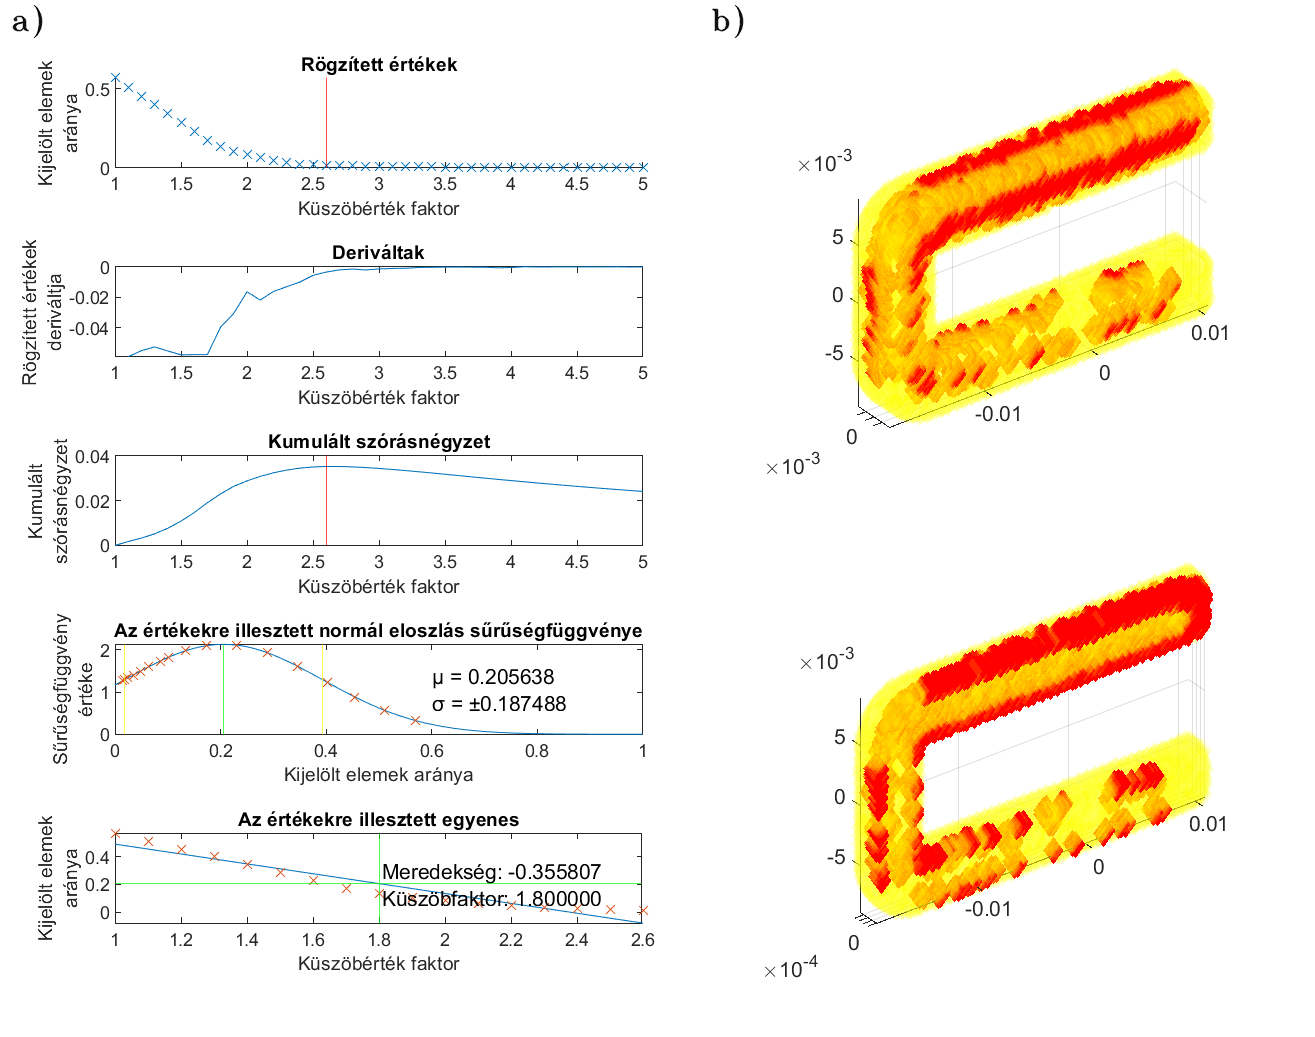 a)
Rögzített értékek
Kijelölt elemek
aránya
0.5
0
1 1.5 2 2.5 3 3.5 4 4.5 5
Küszöbérték faktor
Deriváltak
Rögzített értékek
deriváltja
0
-0.02
-0.04
1 1.5 2 2.5 3 3.5 4 4.5 5
Küszöbérték faktor
Kumulált szórásnégyzet
Kumulált
szórásnégyzet
0.04
0.02
0
1 1.5 2 2.5 3 3.5 4 4.5 5
Küszöbérték faktor
Az értékekre illesztett normál eloszlás sűrűségfüggvénye
Sűrűségfüggvény
értéke
2
1
0
μ = 0.205638
σ = ±0.187488
0 0.2 0.4 0.6 0.8 1
Kijelölt elemek aránya
Az értékekre illesztett egyenes
Kijelölt elemek
aránya
0.4
0.2
0
Meredekség: -0.355807
Küszöbfaktor: 1.800000
1 1.2 1.4 1.6 1.8 2 2.2 2.4 2.6
Küszöbérték faktor
b)
×10-3
5
0
-5
0.01
0
-0.01
0
×10-3
×10-3
5
0
-5
0.01
0
-0.01
0
×10-4